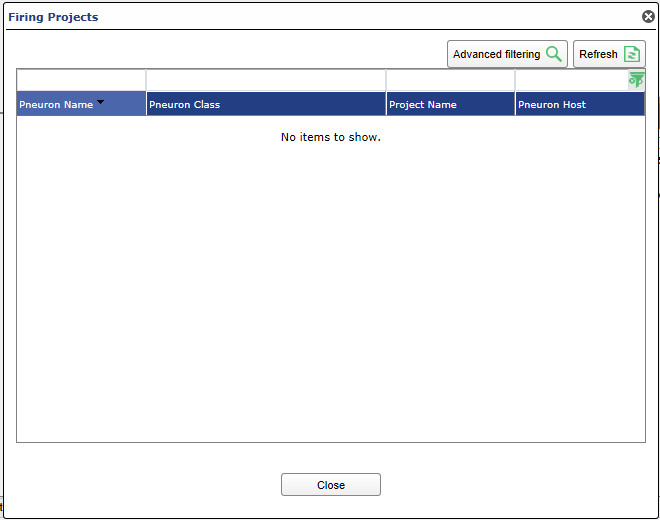 Firing Projects
Advanced filtering
Refresh
Pneuron Name
Pneuron Class
Project Name
Pneuron Host
No items to show.
Close